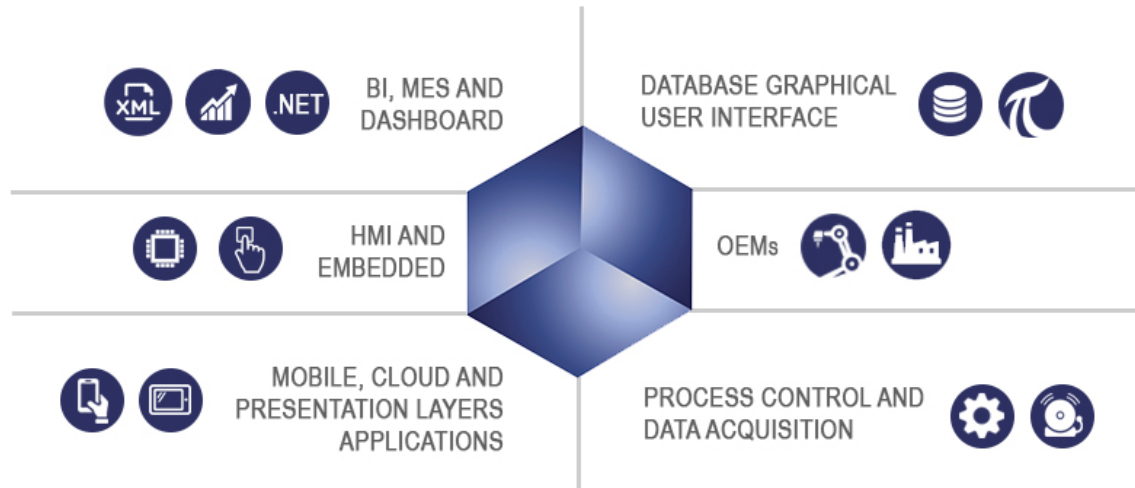 XML
.NET
BI, MES AND
DASHBOARD
DATABASE GRAPHICAL
USER INTERFACE
HMI AND
EMBEDDED
OEMs
MOBILE, CLOUD AND
PRESENTATION LAYERS
APPLICATIONS
PROCESS CONTROL AND
DATA ACQUISITION